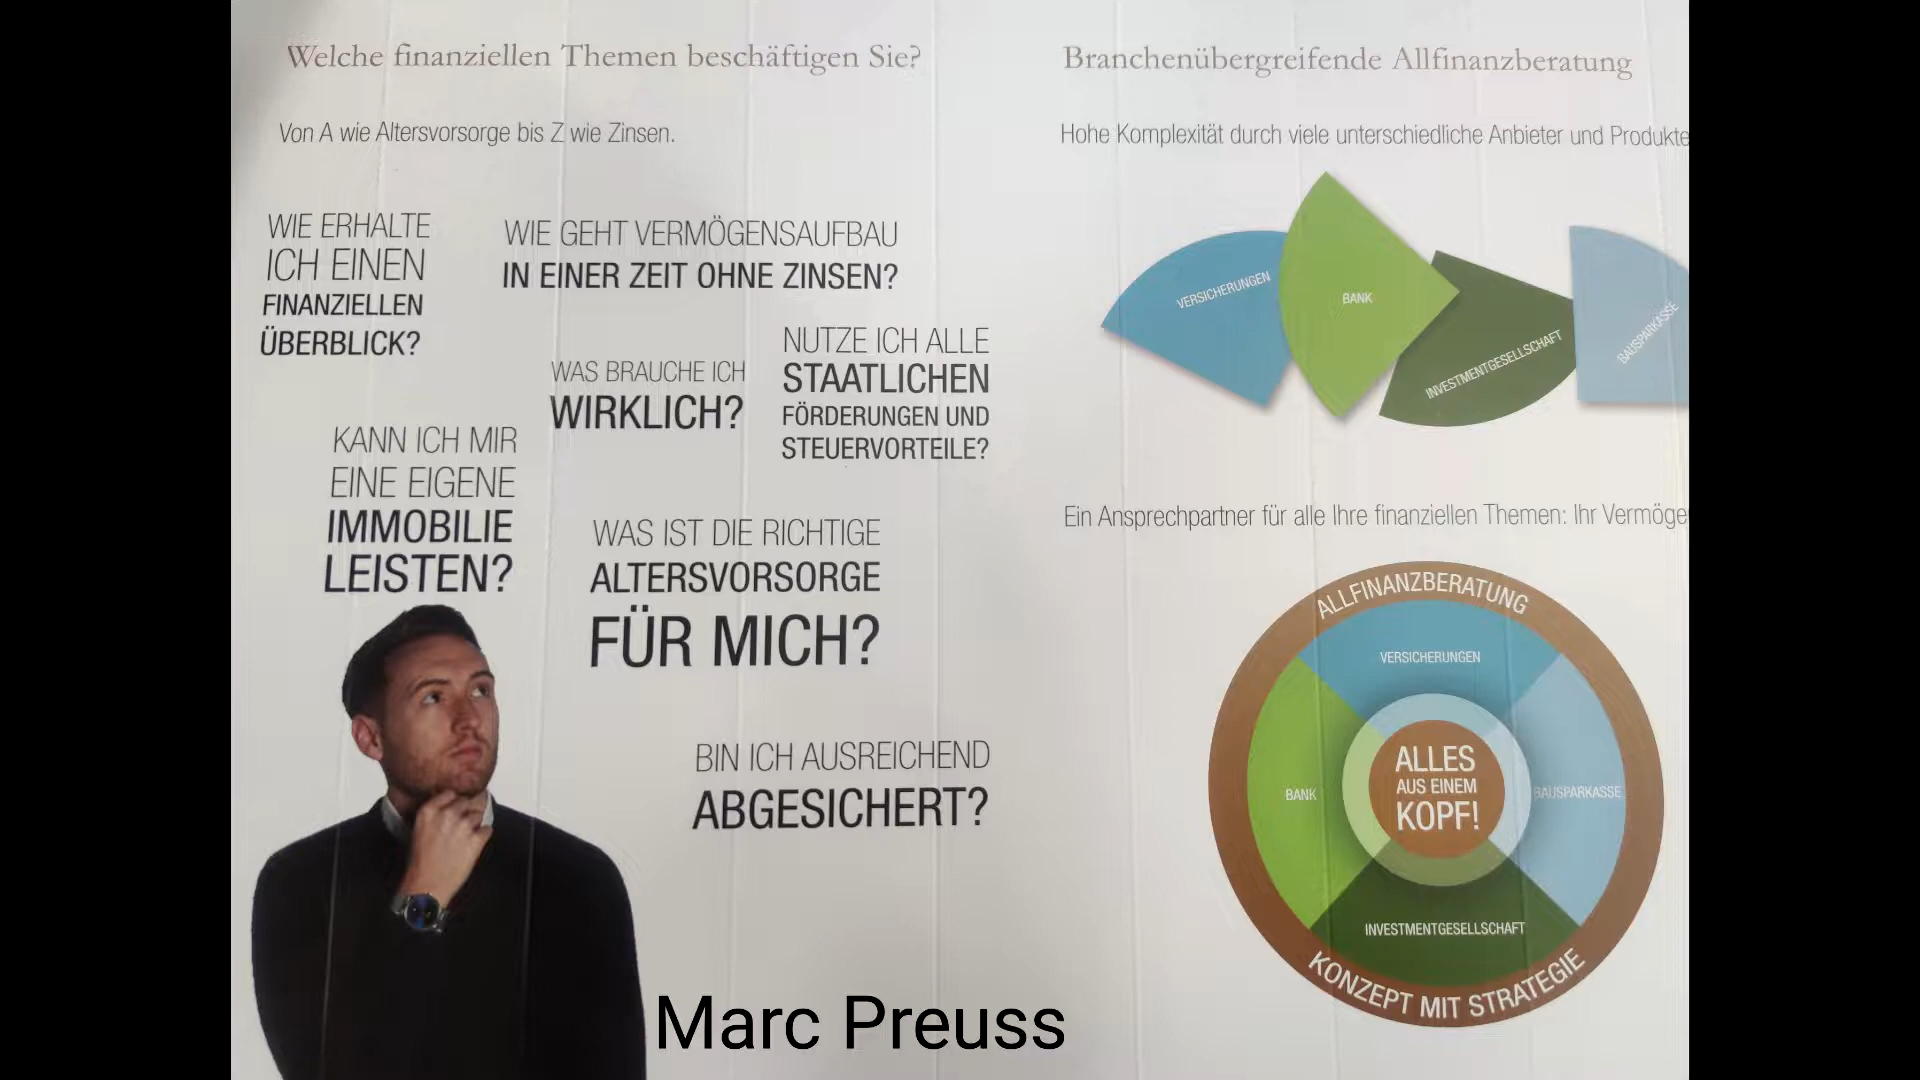 Welche finanziellen Themen beschäftigen Sie?
Von A wie Altersvorsorge bis Z wie Zinsen.
WIE ERHALTE
ICH EINEN
FINANZIELLEN
ÜBERBLICK?
WIE GEHT VERMÖGENSAUFBAU
IN EINER ZEIT OHNE ZINSEN?
WAS BRAUCHE ICH
WIRKLICH?
NUTZE ICH ALLE
STAATLICHEN
FÖRDERUNGEN UND
STEUERVORTEILE?
KANN ICH MIR
EINE EIGENE
IMMOBILIE
LEISTEN?
WAS IST DIE RICHTIGE
ALTERSVORSORGE
FÜR MICH?
BIN ICH AUSREICHEND
ABGESICHERT?
Marc Preuss
Branchenübergreifende Allfinanzberatung
Hohe Komplexität durch viele unterschiedliche Anbieter und Produkte
VERSICHERUNGEN
BANK
INVESTMENTGESELLSCHAFT
BAUSPARKASSE
Ein Ansprechpartner für alle Ihre finanziellen Themen: Ihr Vermöge
ALLFINANZBERATUNG
VERSICHERUNGEN
BANK
ALLES
AUS EINEM
KOPF!
BAUSPARKASSE
INVESTMENTGESELLSCHAFT
KONZEPT MIT STRATEGIE